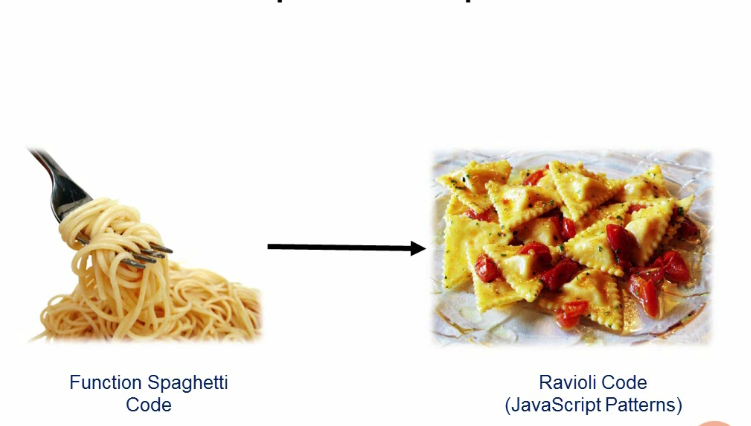 Function Spaghetti
Code
Ravioli Code
(JavaScript Patterns)